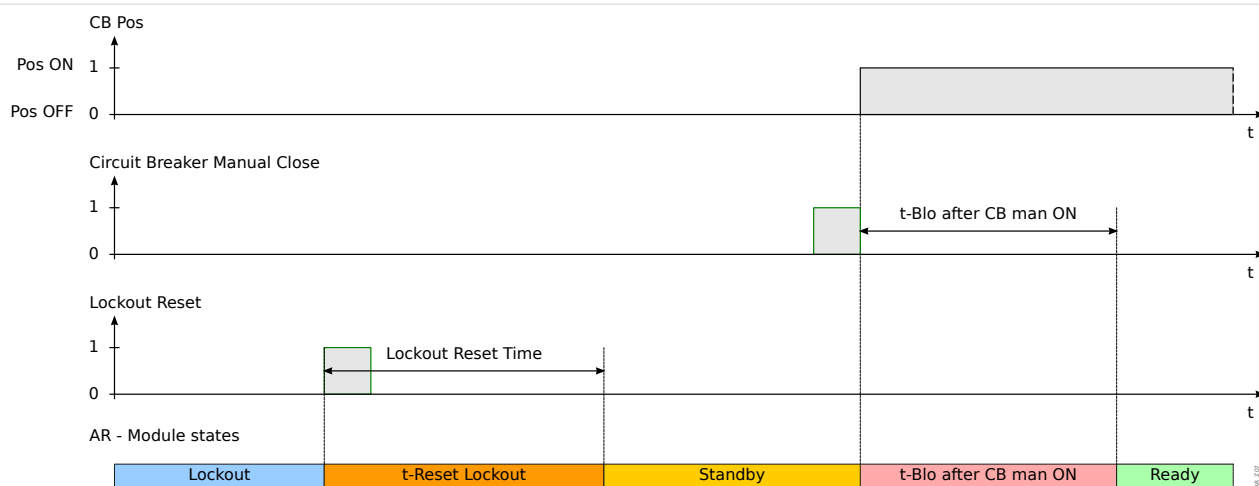 CB Pos
Pos ON 1
Pos OFF 0
t
Circuit Breaker Manual Close
1
t-Blo after CB man ON
0
t
Lockout Reset
1
Lockout Reset Time
0
t
AR - Module states
Lockout t-Reset Lockout Standby t-Blo after CB man ON Ready